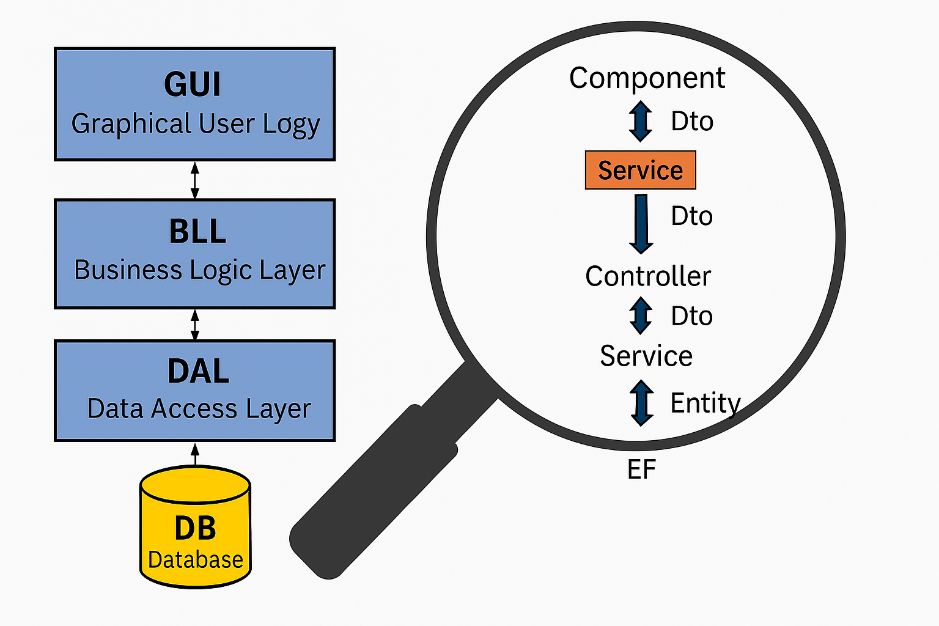 GUI
Graphical User Logy
BLL
Business Logic Layer
DAL
Data Access Layer
DB
Database
Component
Dto
Service
Dto
Controller
Dto
Service
Entity
EF